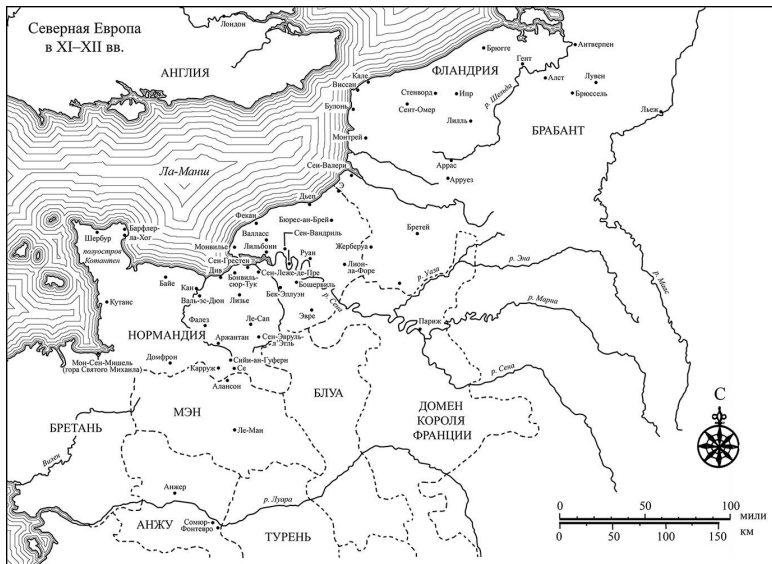 Северная Европа
в XI–XII вв.
Лондон
АНГЛИЯ
Брюгге
Антверпен
ФЛАНДРИЯ
Гент
Алст
Лувен
Кале
Виссан
Стенворд
Ипр
Брюссель
Булонь
Сент-Омер
р. Шельда
Льеж
Лилль
БРАБАНТ
Монтрей
Аррас
Сен-Валери
Арруез
Ла-Манш
Э
Дьеп
Фекан
Бюрес-ан-Брей
Шербур
Барфлер-
ла-Хог
Валласс
Сен-Вандриль
Бретей
полуостров
Котантен
Монвилье
Лильбонн
Руан
Жерберуа
Сен-Грестен
Лион-
ла-Форе
р. Уаза
р. Эна
Див
Бонвиль-
сюр-Тук
Сен-Леже-де-Пре
Байе
Кан
Бошервиль
р. Маас
Валь-эс-Дюн
Лизье
Бек-Эллуэн
р. Сена
р. Марна
Кутанс
Эвре
Париж
Фалез
Ле-Сап
НОРМАНДИЯ
Аржантан
Сен-Эвруль-
л'Эгль
Мон-Сен-Мишель
(гора Святого Михаила)
Домфрон
Сийи-ан-Гуферн
Карруж
Се
р. Сена
Алансон
БЛУА
С
МЭН
ДОМЕН
КОРОЛЯ
ФРАНЦИИ
БРЕТАНЬ
Ле-Ман
Вилен
Анжер
р. Луара
0 50 100
мили
АНЖУ
Сомюр-
Фонтевро
ТУРЕНЬ
км
0 50 100 150